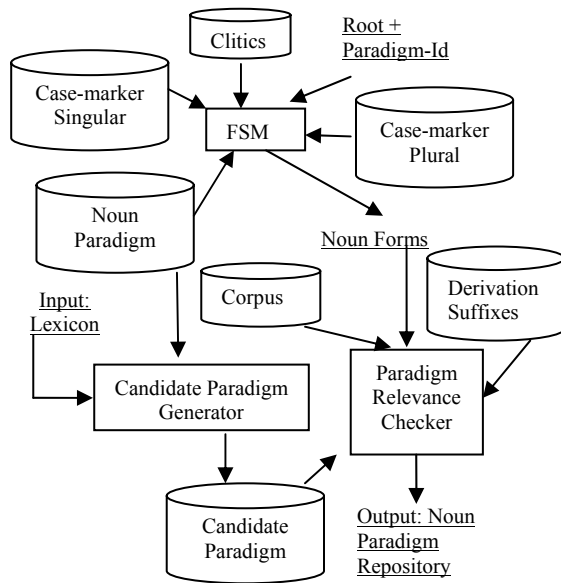 Clitics
Root +
Paradigm-Id
Case-marker
Singular
FSM
Case-marker
Plural
Noun
Paradigm
Noun Forms
Input:
Lexicon
Corpus
Derivation
Suffixes
Candidate Paradigm
Generator
Paradigm
Relevance
Checker
Candidate
Paradigm
Output: Noun
Paradigm
Repository